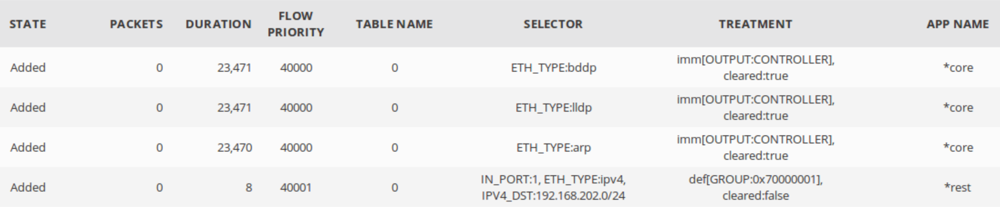 STATE PACKETS DURATION FLOW PRIORITY TABLE NAME SELECTOR TREATMENT APP NAME
Added 0 23,471 40000 0 ETH_TYPE:bddp imm[OUTPUT:CONTROLLER], cleared:true *core
Added 0 23,471 40000 0 ETH_TYPE:lldp imm[OUTPUT:CONTROLLER], cleared:true *core
Added 0 23,470 40000 0 ETH_TYPE:arp imm[OUTPUT:CONTROLLER], cleared:true *core
Added 0 8 40001 0 IN_PORT:1, ETH_TYPE:ipv4, IPV4_DST:192.168.202.0/24 def[GROUP:0x70000001], cleared:false *rest